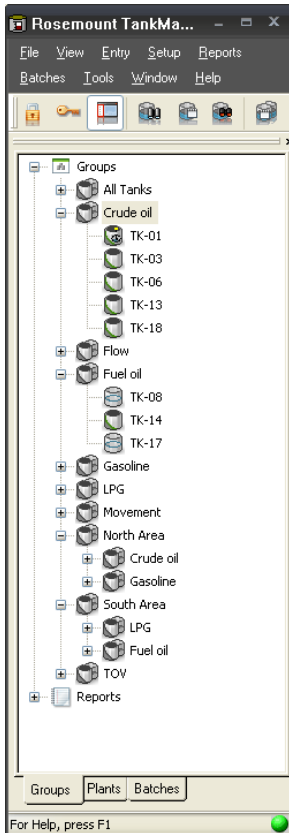 Rosemount TankMa...
File View Entry Setup Reports
Batches Tools Window Help
Groups
All Tanks
Crude oil
TK-01
TK-03
TK-06
TK-13
TK-18
Flow
Fuel oil
TK-08
TK-14
TK-17
Gasoline
LPG
Movement
North Area
Crude oil
Gasoline
South Area
LPG
Fuel oil
TOV
Reports
Groups Plants Batches
For Help, press F1